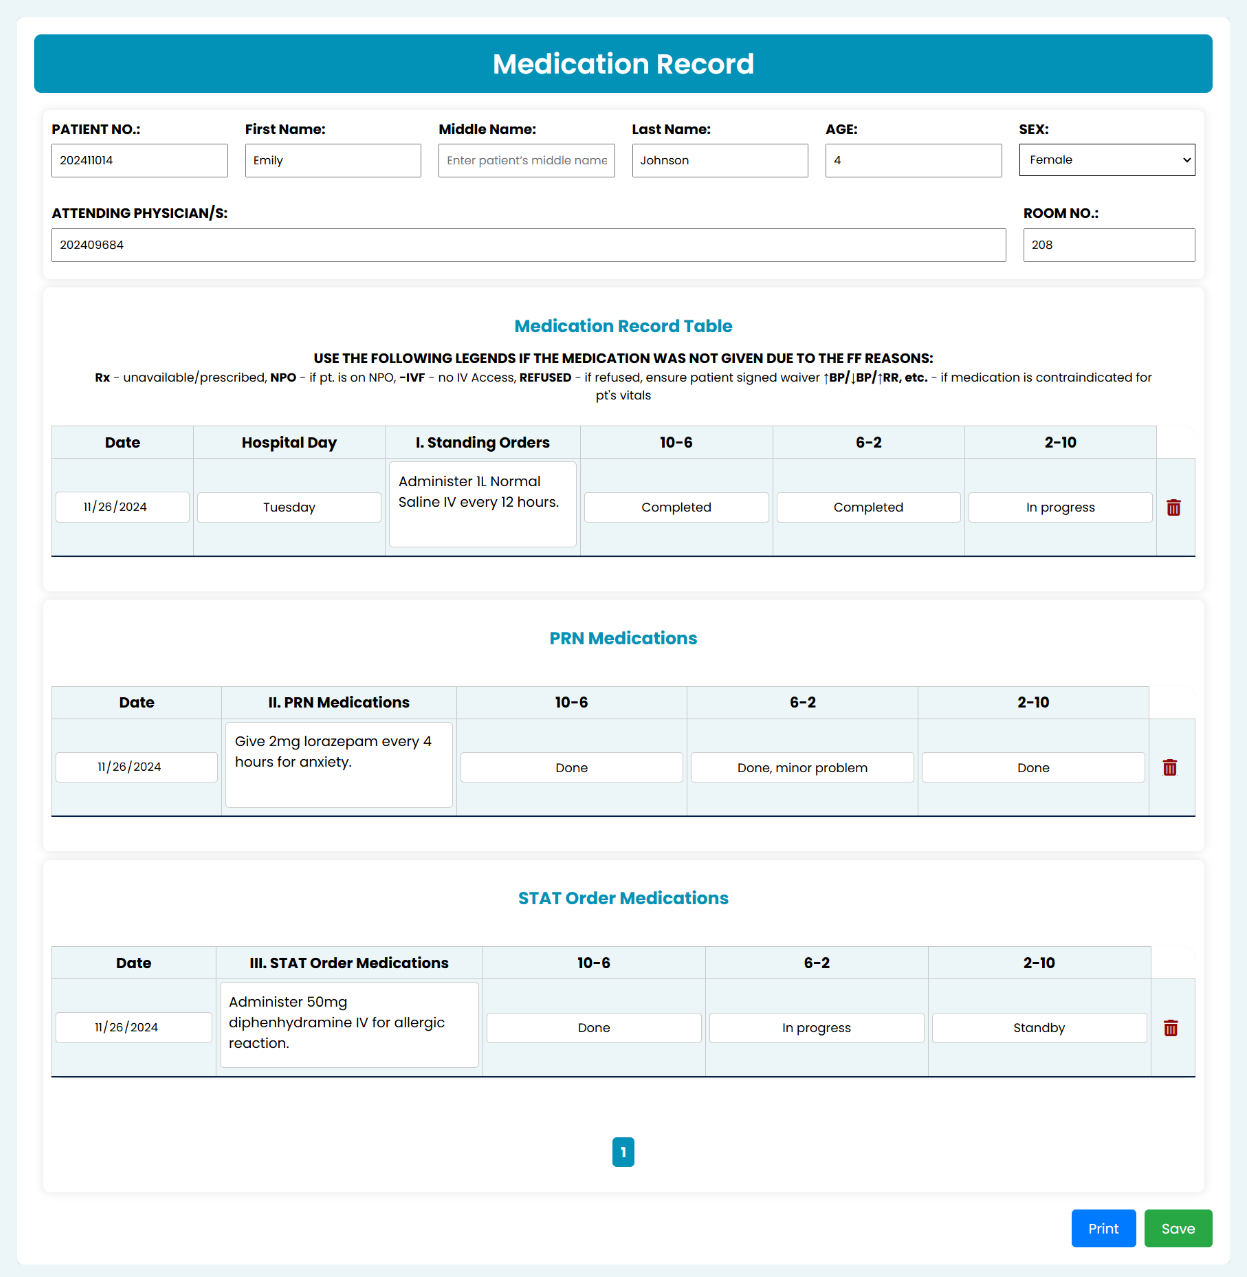 Medication Record
PATIENT NO.: First Name: Middle Name: Last Name: AGE: SEX:
202411014 Emily Enter patient's middle name Johnson 4 Female
ATTENDING PHYSICIAN/S: ROOM NO.:
202409684 208
Medication Record Table
USE THE FOLLOWING LEGENDS IF THE MEDICATION WAS NOT GIVEN DUE TO THE FF REASONS:
Rx - unavailable/prescribed, NPO - if pt. is on NPO, -IVF - no IV Access, REFUSED - if refused, ensure patient signed waiver ↑BP/↓BP/↑RR, etc. - if medication is contraindicated for
pt's vitals
Date Hospital Day I. Standing Orders 10-6 6-2 2-10
Administer 1L Normal
Saline IV every 12 hours.
11/26/2024 Tuesday Completed Completed In progress
PRN Medications
Date II. PRN Medications 10-6 6-2 2-10
Give 2mg lorazepam every 4
hours for anxiety.
11/26/2024 Done Done, minor problem Done
STAT Order Medications
Date III. STAT Order Medications 10-6 6-2 2-10
Administer 50mg
diphenhydramine IV for allergic
reaction.
11/26/2024 Done In progress Standby
1
Print Save